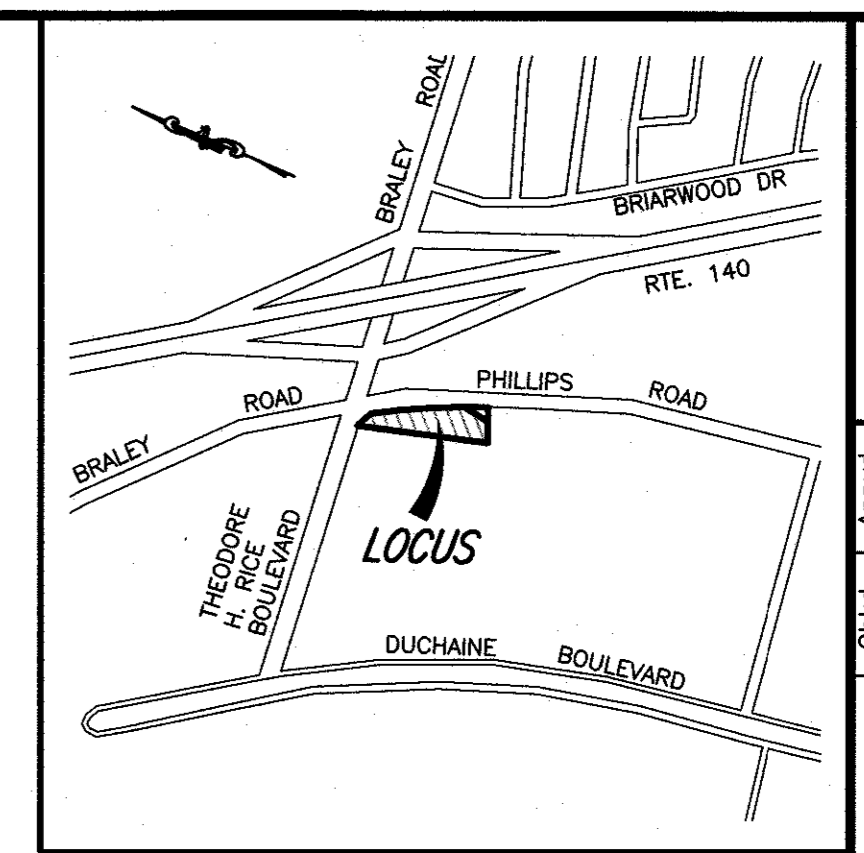 BRALEY ROAD
BRIARWOOD DR
RTE. 140
PHILLIPS ROAD
BRALEY ROAD
THEODORE
H. RICE
BOULEVARD
LOCUS
DUCHAINE BOULEVARD